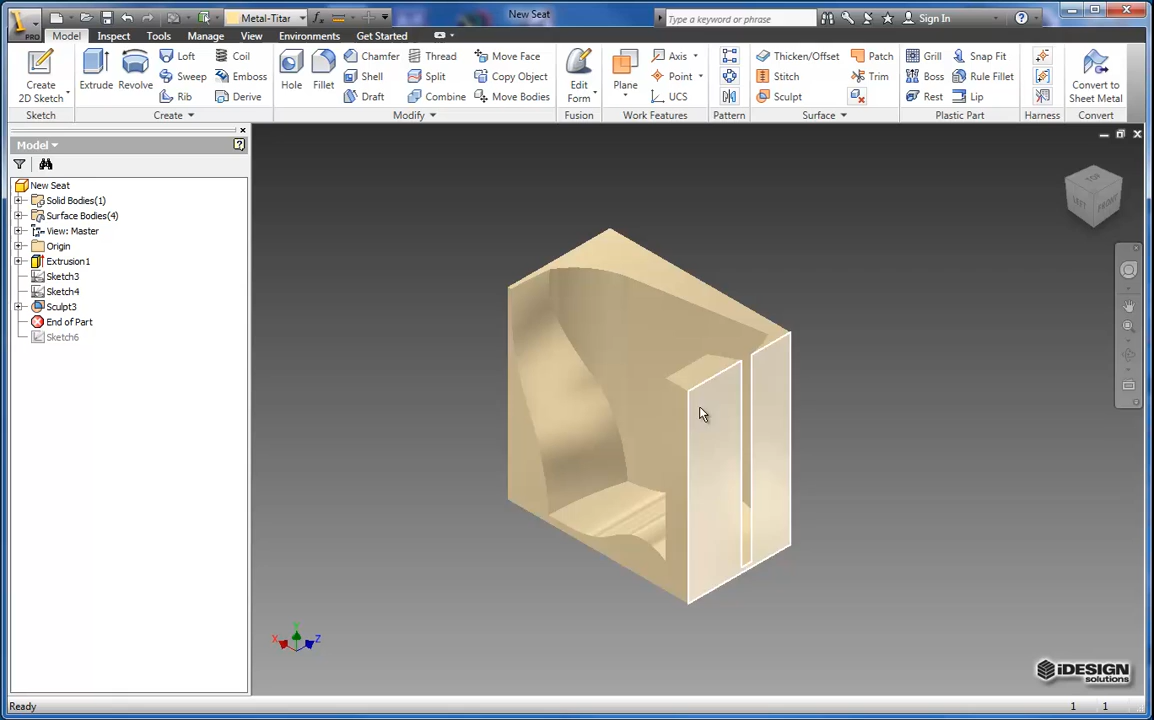 PRO
Metal-Titar
New Seat
Type a keyword or phrase
Sign In
Model
Inspect
Tools
Manage
View
Environments
Get Started
Create
2D Sketch
Extrude
Revolve
Loft
Sweep
Rib
Coil
Emboss
Derive
Hole
Fillet
Chamfer
Shell
Draft
Thread
Split
Combine
Move Face
Copy Object
Move Bodies
Edit
Form
Plane
Axis
Point
UCS
Thicken/Offset
Stitch
Sculpt
Patch
Trim
Grill
Boss
Rest
Snap Fit
Rule Fillet
Lip
Convert to
Sheet Metal
Sketch
Create
Modify
Fusion
Work Features
Pattern
Surface
Plastic Part
Harness
Convert
Model
New Seat
Solid Bodies(1)
Surface Bodies(4)
View: Master
Origin
Extrusion1
Sketch3
Sketch4
Sculpt3
End of Part
Sketch6
TOP
LEFT
FRONT
X
Y
Z
iDESIGN
solutions
Ready
1
1